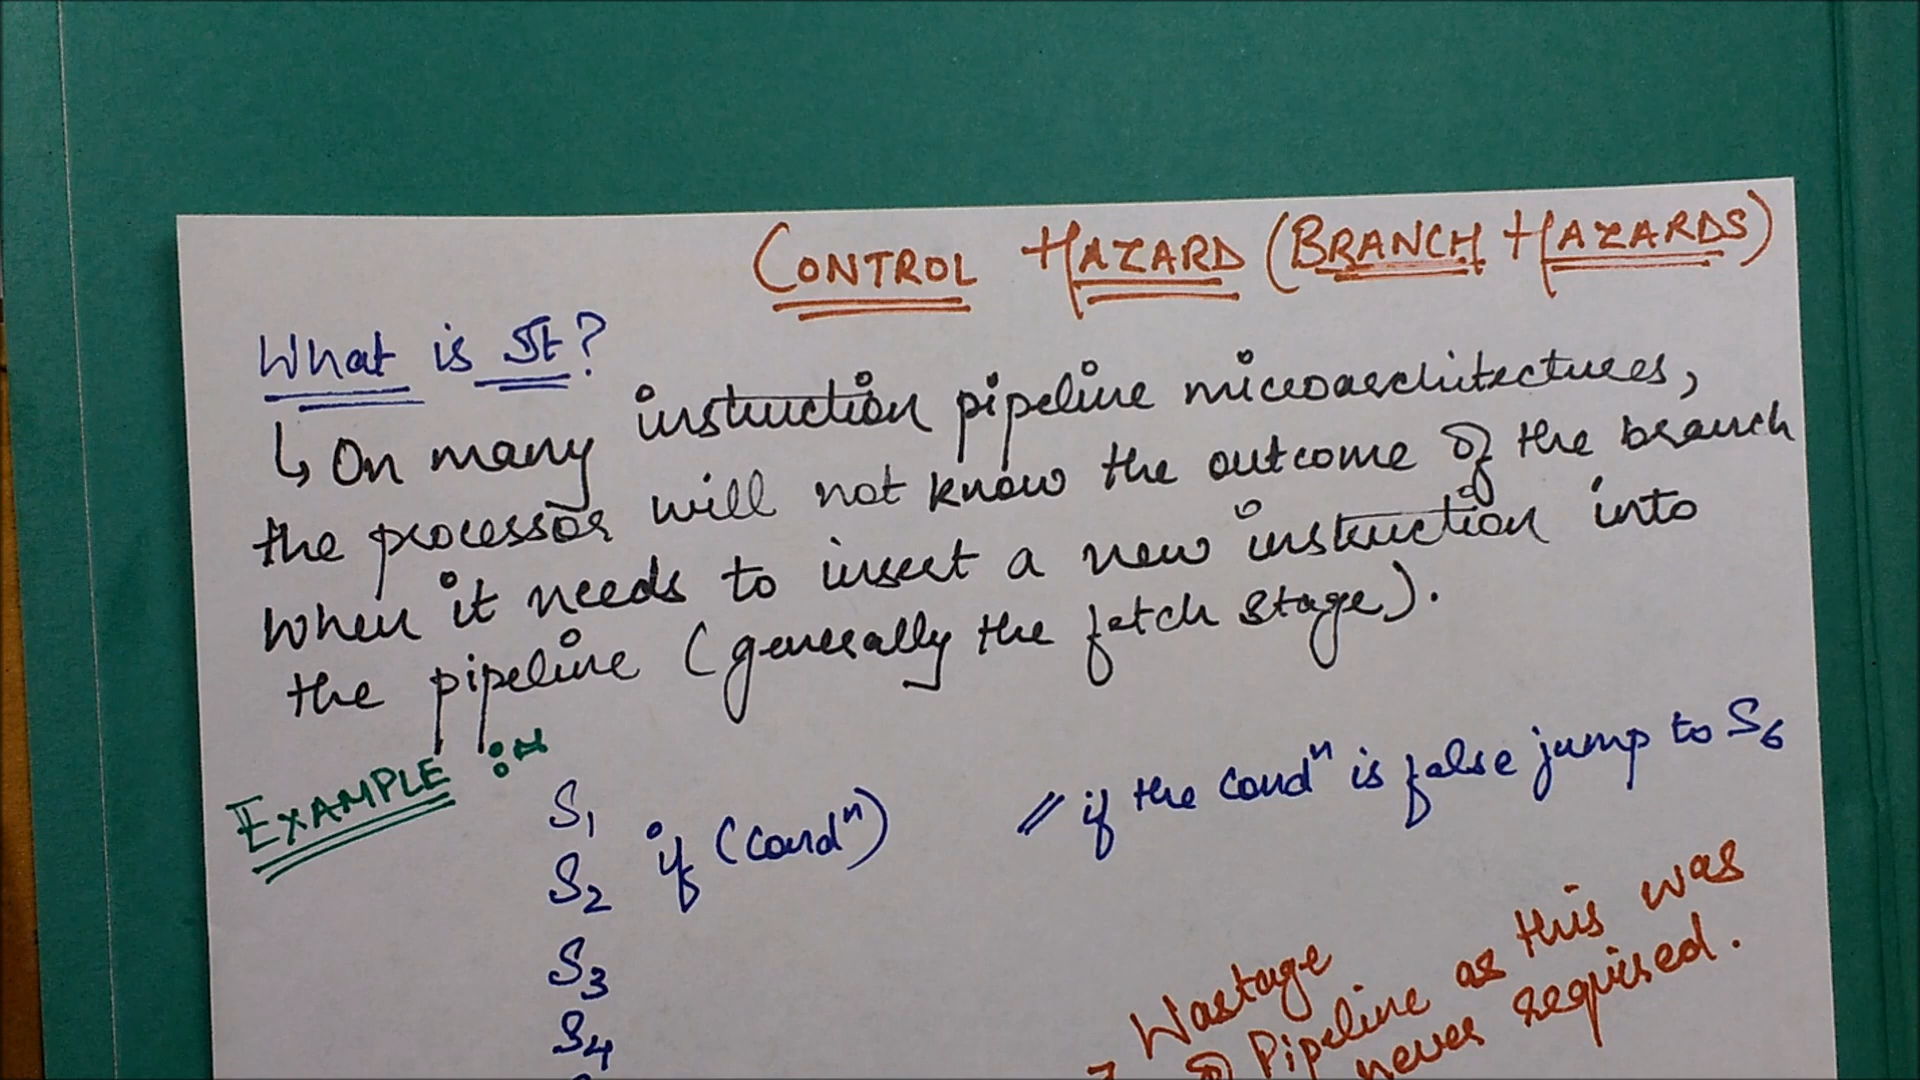 CONTROL HAZARD (BRANCH HAZARDS)
What is It?
↳ On many instruction pipeline microarchitectures,
the processor will not know the outcome of the branch
when it needs to insert a new instruction into
the pipeline (generally the fetch stage).
EXAMPLE :-
S1
S2 if (condⁿ) // if the condⁿ is false jump to S6
S3
S4
Wastage
of Pipeline as this was
never required.